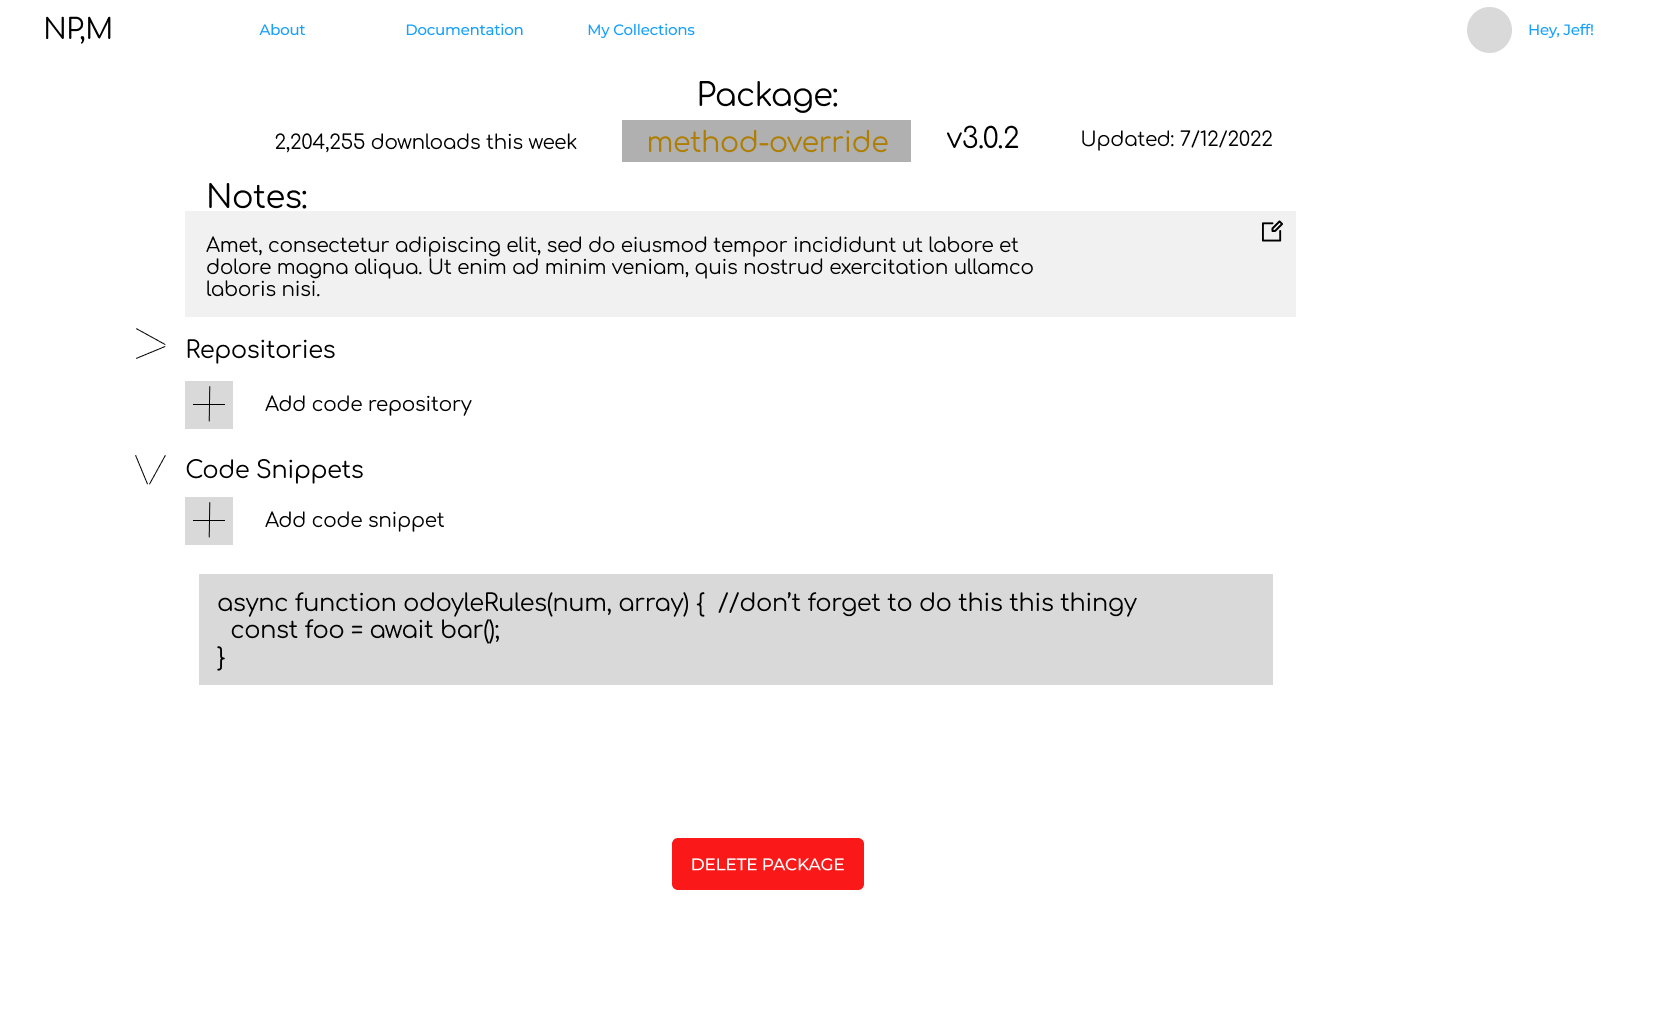 NP,M
About
Documentation
My Collections
Hey, Jeff!
Package:
2,204,255 downloads this week
method-override
v3.0.2
Updated: 7/12/2022
Notes:
Amet, consectetur adipiscing elit, sed do eiusmod tempor incididunt ut labore et
dolore magna aliqua. Ut enim ad minim veniam, quis nostrud exercitation ullamco
laboris nisi.
Repositories
Add code repository
Code Snippets
Add code snippet
async function odoyleRules(num, array) {  //don’t forget to do this this thingy
  const foo = await bar();
}
DELETE PACKAGE